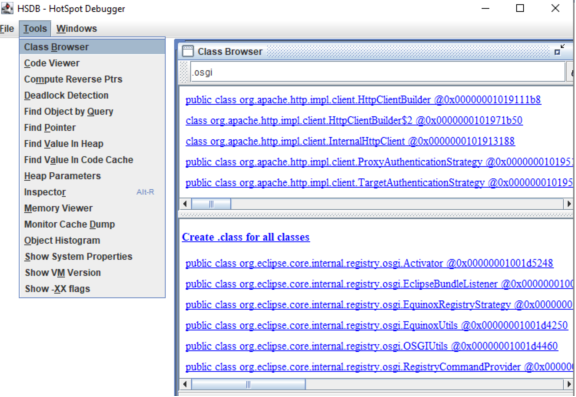 HSDB - HotSpot Debugger
File Tools Windows
Class Browser
Code Viewer
Compute Reverse Ptrs
Deadlock Detection
Find Object by Query
Find Pointer
Find Value In Heap
Find Value In Code Cache
Heap Parameters
Inspector Alt-R
Memory Viewer
Monitor Cache Dump
Object Histogram
Show System Properties
Show VM Version
Show -XX flags
Class Browser
.osgi
public class org.apache.http.impl.client.HttpClientBuilder @0x00000001019111b8
class org.apache.http.impl.client.HttpClientBuilder$2 @0x0000000101971b50
class org.apache.http.impl.client.InternalHttpClient @0x0000000101913188
public class org.apache.http.impl.client.ProxyAuthenticationStrategy @0x000000010195
public class org.apache.http.impl.client.TargetAuthenticationStrategy @0x000000010195
Create .class for all classes
public class org.eclipse.core.internal.registry.osgi.Activator @0x00000001001d5248
public class org.eclipse.core.internal.registry.osgi.EclipseBundleListener @0x000000100
public class org.eclipse.core.internal.registry.osgi.EquinoxRegistryStrategy @0x0000000
public class org.eclipse.core.internal.registry.osgi.EquinoxUtils @0x00000001001d4250
public class org.eclipse.core.internal.registry.osgi.OSGIUtils @0x00000001001d4460
public class org.eclipse.core.internal.registry.osgi.RegistryCommandProvider @0x00000